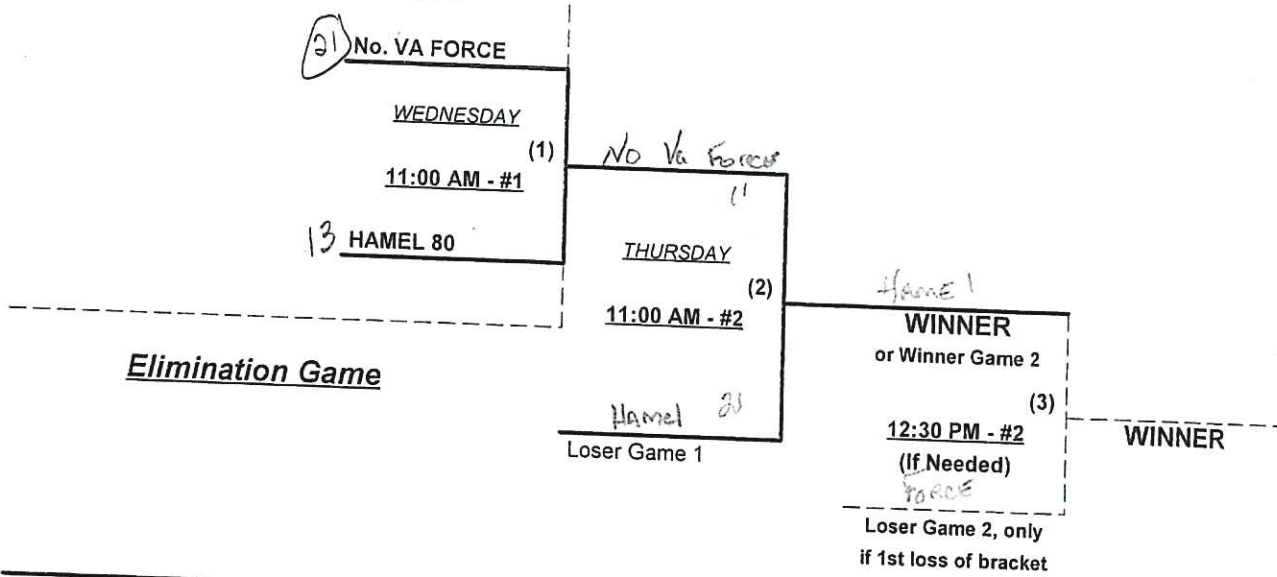 21 No. VA FORCE
WEDNESDAY
(1)
11:00 AM - #1
13 HAMEL 80
No Va Force
11
THURSDAY
(2)
11:00 AM - #2
Hamel
Loser Game 1
Hamel
WINNER
or Winner Game 2
(3)
12:30 PM - #2
(If Needed)
FORCE
Loser Game 2, only
if 1st loss of bracket
WINNER
Elimination Game